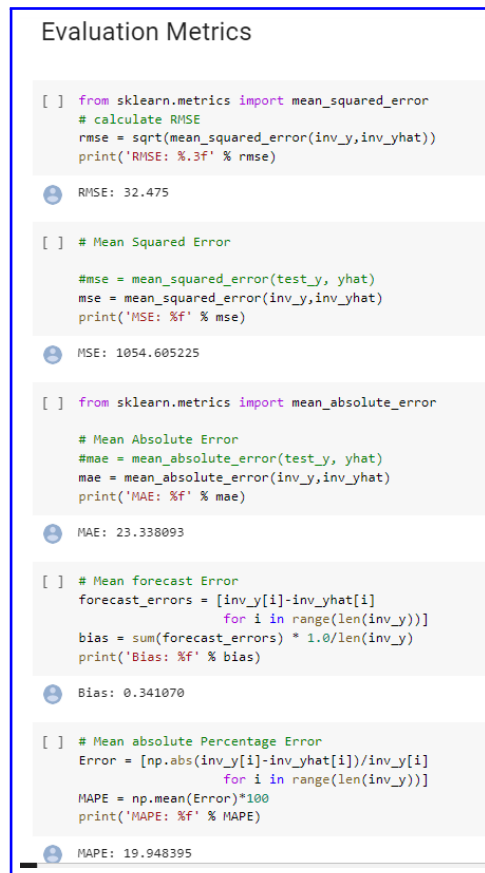 Evaluation Metrics
[ ] from sklearn.metrics import mean_squared_error
# calculate RMSE
rmse = sqrt(mean_squared_error(inv_y,inv_yhat))
print('RMSE: %.3f' % rmse)
RMSE: 32.475
[ ] # Mean Squared Error
#mse = mean_squared_error(test_y, yhat)
mse = mean_squared_error(inv_y,inv_yhat)
print('MSE: %f' % mse)
MSE: 1054.605225
[ ] from sklearn.metrics import mean_absolute_error
# Mean Absolute Error
#mae = mean_absolute_error(test_y, yhat)
mae = mean_absolute_error(inv_y,inv_yhat)
print('MAE: %f' % mae)
MAE: 23.338093
[ ] # Mean forecast Error
forecast_errors = [inv_y[i]-inv_yhat[i]
for i in range(len(inv_y))]
bias = sum(forecast_errors) * 1.0/len(inv_y)
print('Bias: %f' % bias)
Bias: 0.341070
[ ] # Mean absolute Percentage Error
Error = [np.abs(inv_y[i]-inv_yhat[i])/inv_y[i]
for i in range(len(inv_y))]
MAPE = np.mean(Error)*100
print('MAPE: %f' % MAPE)
MAPE: 19.948395